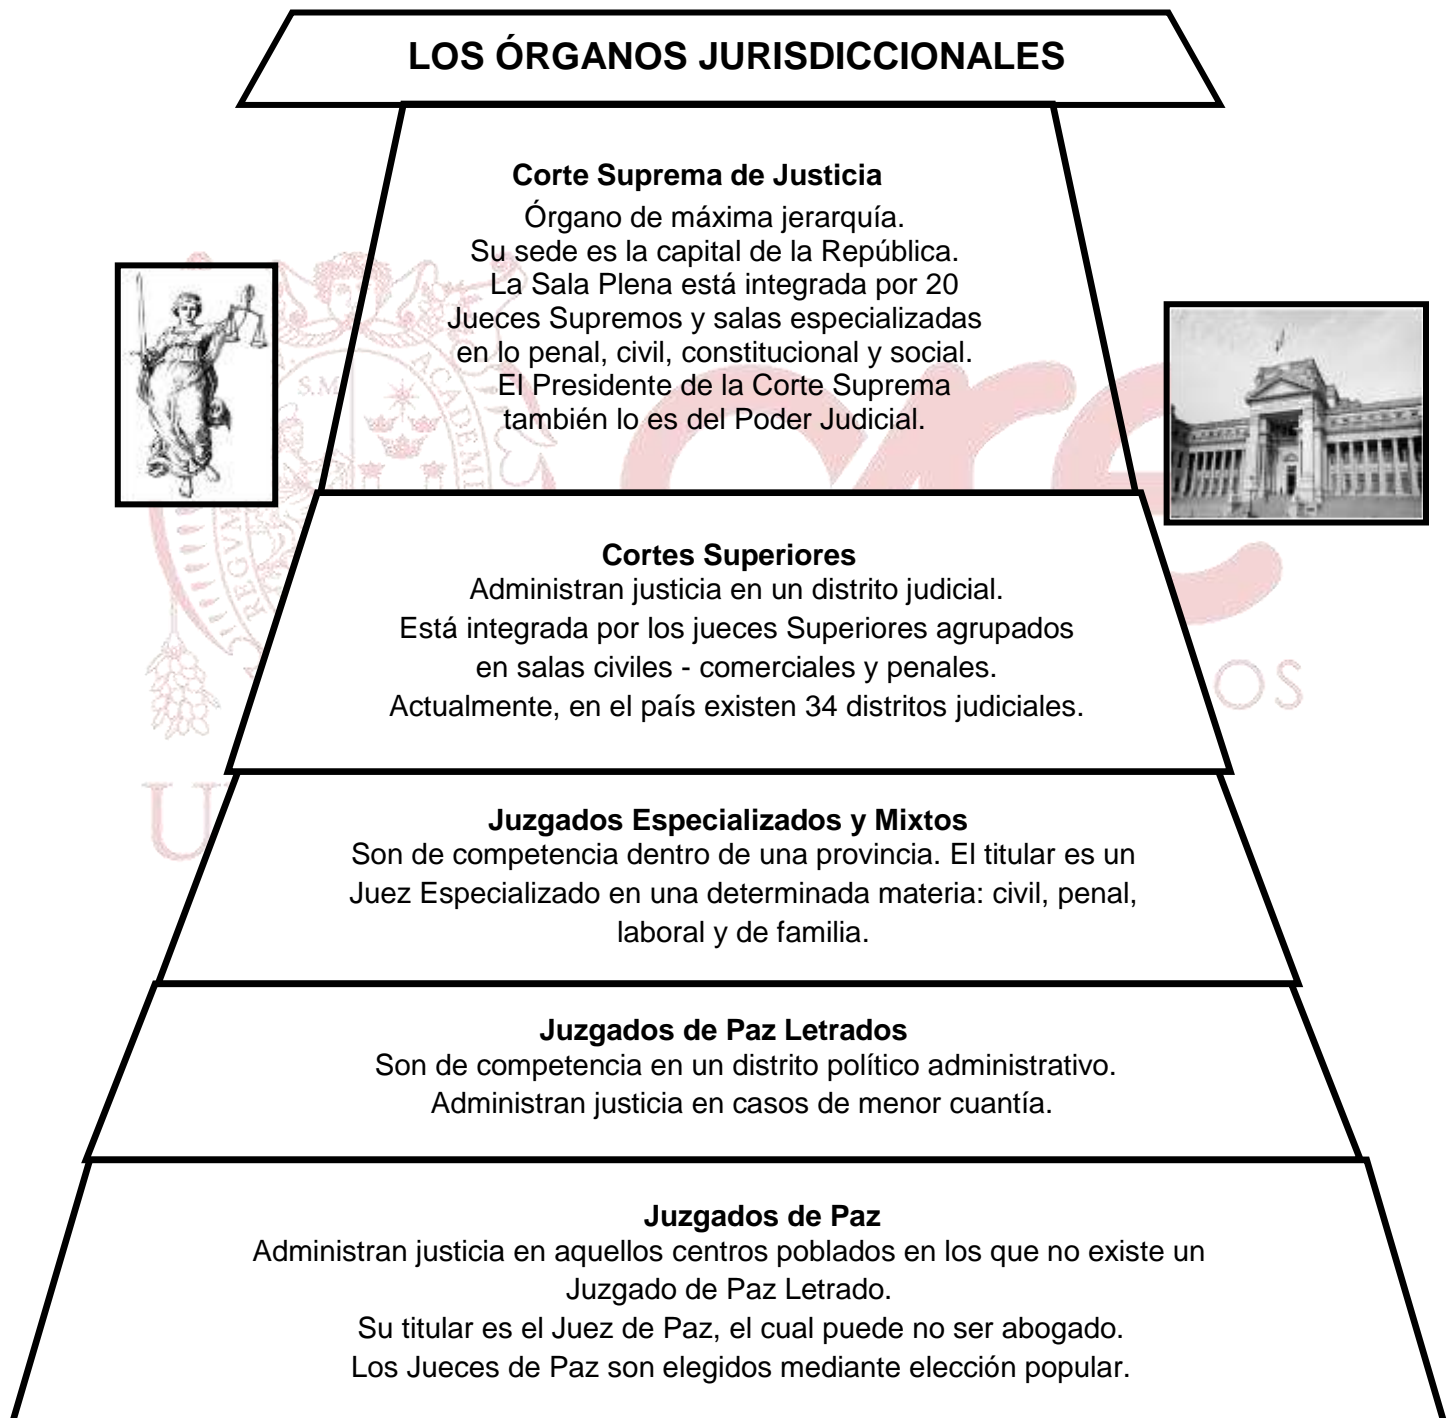 LOS ÓRGANOS JURISDICCIONALES
Corte Suprema de Justicia
Órgano de máxima jerarquía.
Su sede es la capital de la República.
La Sala Plena está integrada por 20
Jueces Supremos y salas especializadas
en lo penal, civil, constitucional y social.
El Presidente de la Corte Suprema
también lo es del Poder Judicial.
Cortes Superiores
Administran justicia en un distrito judicial.
Está integrada por los jueces Superiores agrupados
en salas civiles - comerciales y penales.
Actualmente, en el país existen 34 distritos judiciales.
Juzgados Especializados y Mixtos
Son de competencia dentro de una provincia. El titular es un
Juez Especializado en una determinada materia: civil, penal,
laboral y de familia.
Juzgados de Paz Letrados
Son de competencia en un distrito político administrativo.
Administran justicia en casos de menor cuantía.
Juzgados de Paz
Administran justicia en aquellos centros poblados en los que no existe un
Juzgado de Paz Letrado.
Su titular es el Juez de Paz, el cual puede no ser abogado.
Los Jueces de Paz son elegidos mediante elección popular.